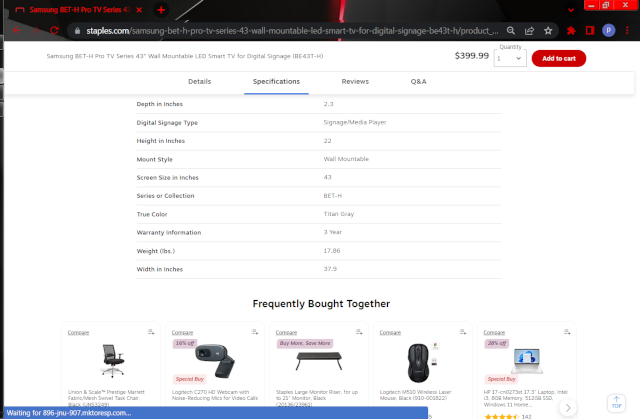 Samsung BET-H Pro TV Series 43
staples.com/samsung-bet-h-pro-tv-series-43-wall-mountable-led-smart-tv-for-digital-signage-be43t-h/product_...
P
Samsung BET-H Pro TV Series 43" Wall Mountable LED Smart TV for Digital Signage (BE43T-H)
$399.99
Quantity
1
Add to cart
Details
Specifications
Reviews
Q&A
Depth in Inches 2.3
Digital Signage Type Signage/Media Player
Height in Inches 22
Mount Style Wall Mountable
Screen Size in Inches 43
Series or Collection BET-H
True Color Titan Gray
Warranty Information 3 Year
Weight (lbs.) 17.86
Width in Inches 37.9
Frequently Bought Together
Compare Compare Compare Compare Compare
16% off Buy More, Save More 28% off
Special Buy Special Buy Special Buy
Union & Scale™ Prestige Marrett Fabric/Mesh Swivel Task Chair, Black (UN53249)
Logitech C270 HD Webcam with Noise-Reducing Mics for Video Calls
Staples Large Monitor Riser, for up to 21" Monitor, Black (20136/23961)
Logitech M510 Wireless Laser Mouse, Black (910-001822)
HP 17-cn0273st 17.3" Laptop, Intel i3, 8GB Memory, 512GB SSD, Windows 11 Home...
142
TOP
Waiting for 896-jnu-907.mktoresp.com...